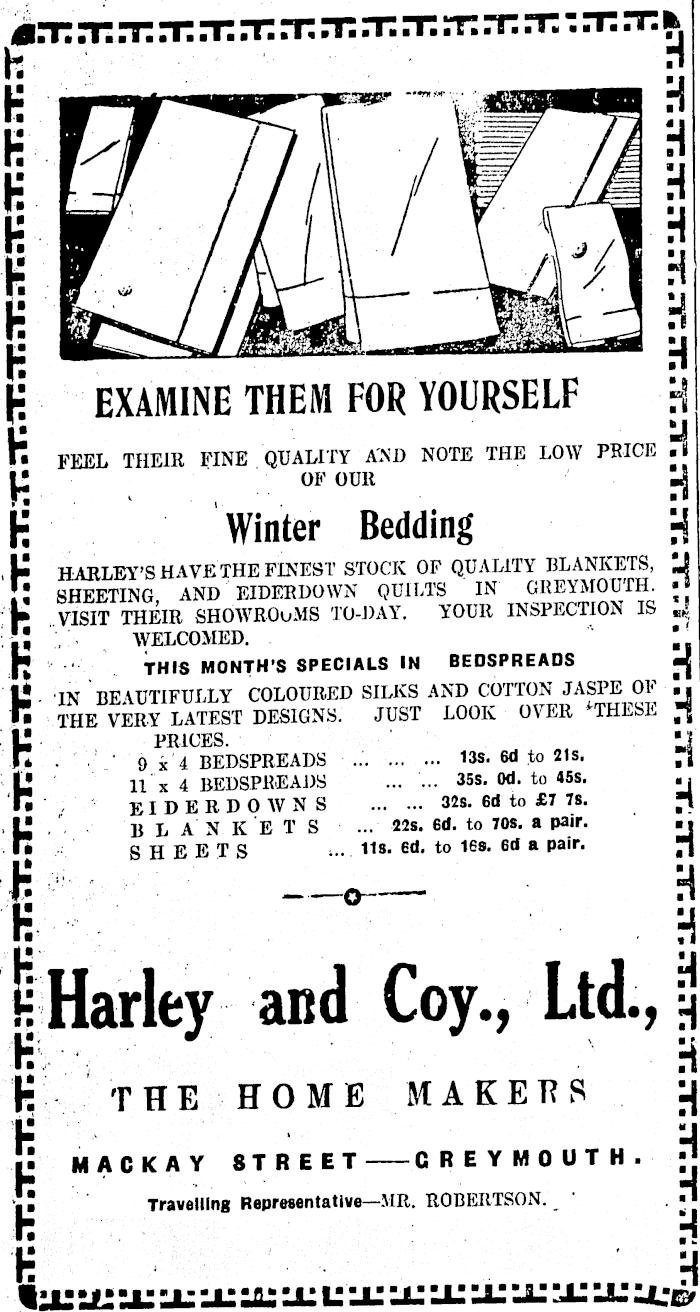 EXAMINE THEM FOR YOURSELF
FEEL THEIR FINE QUALITY AND NOTE THE LOW PRICE
OF OUR
Winter Bedding
HARLEY'S HAVE THE FINEST STOCK OF QUALITY BLANKETS,
SHEETING, AND EIDERDOWN QUILTS IN GREYMOUTH.
VISIT THEIR SHOWROOMS TO-DAY. YOUR INSPECTION IS
WELCOMED.
THIS MONTH'S SPECIALS IN BEDSPREADS
IN BEAUTIFULLY COLOURED SILKS AND COTTON JASPE OF
THE VERY LATEST DESIGNS. JUST LOOK OVER THESE
PRICES.
9 x 4 BEDSPREADS ... ... ... 13s. 6d to 21s.
11 x 4 BEDSPREADS ... ... 35s. 0d. to 45s.
EIDERDOWNS ... ... 32s. 6d to £7 7s.
BLANKETS ... 22s. 6d. to 70s. a pair.
SHEETS ... 11s. 6d. to 16s. 6d a pair.
Harley and Coy., Ltd.,
THE HOME MAKERS
MACKAY STREET—GREYMOUTH.
Travelling Representative—MR. ROBERTSON.